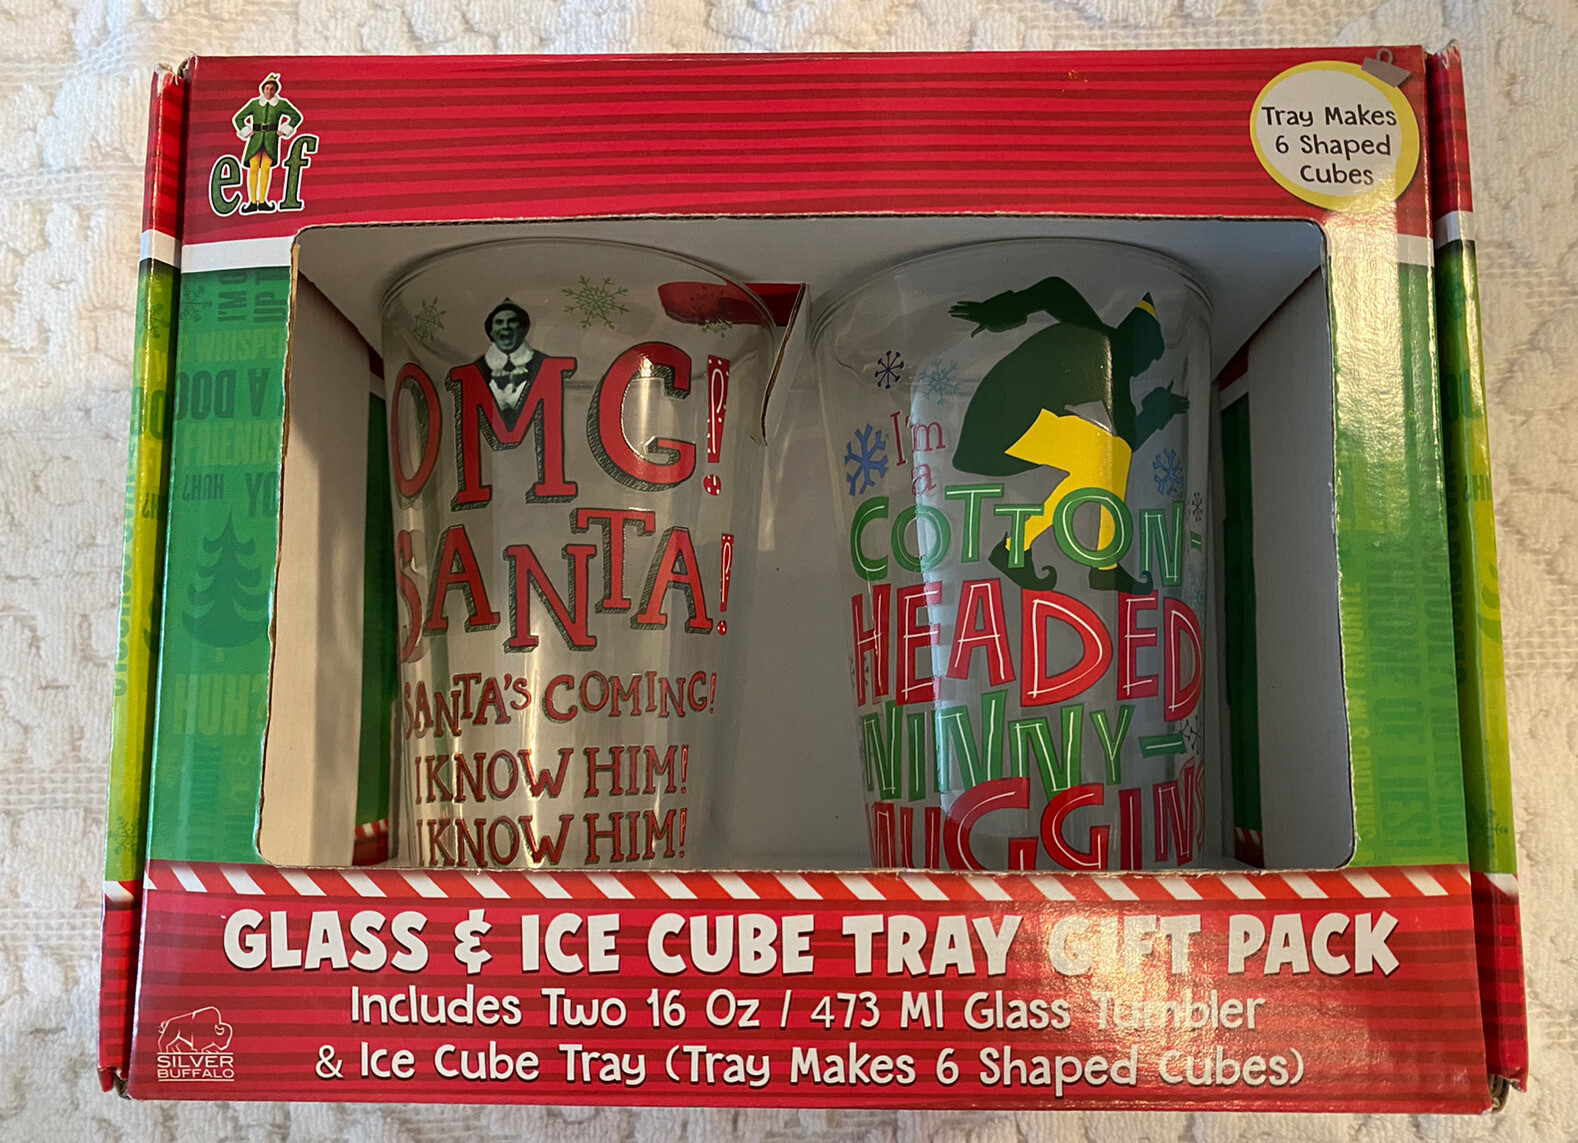 elf
Tray Makes
6 Shaped
Cubes
OMG!
SANTA!
SANTA'S COMING!
I KNOW HIM!
I KNOW HIM!
I'm
a
COTTON-
HEADED
NINNY-
MUGGINS
GLASS & ICE CUBE TRAY GIFT PACK
Includes Two 16 Oz / 473 Ml Glass Tumbler
& Ice Cube Tray (Tray Makes 6 Shaped Cubes)
SILVER
BUFFALO